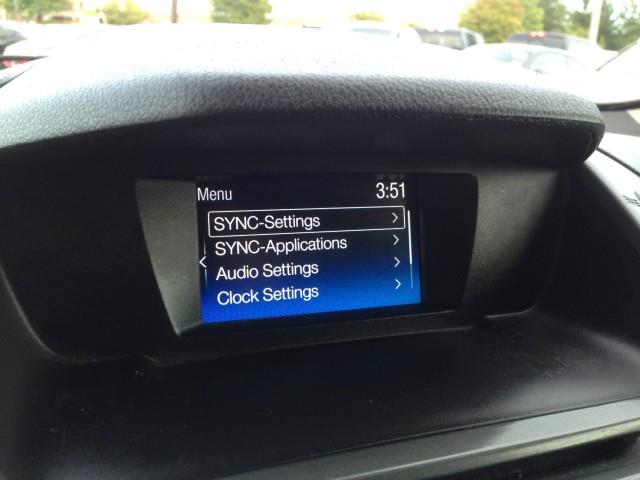 Menu 3:51
SYNC-Settings
SYNC-Applications
Audio Settings
Clock Settings